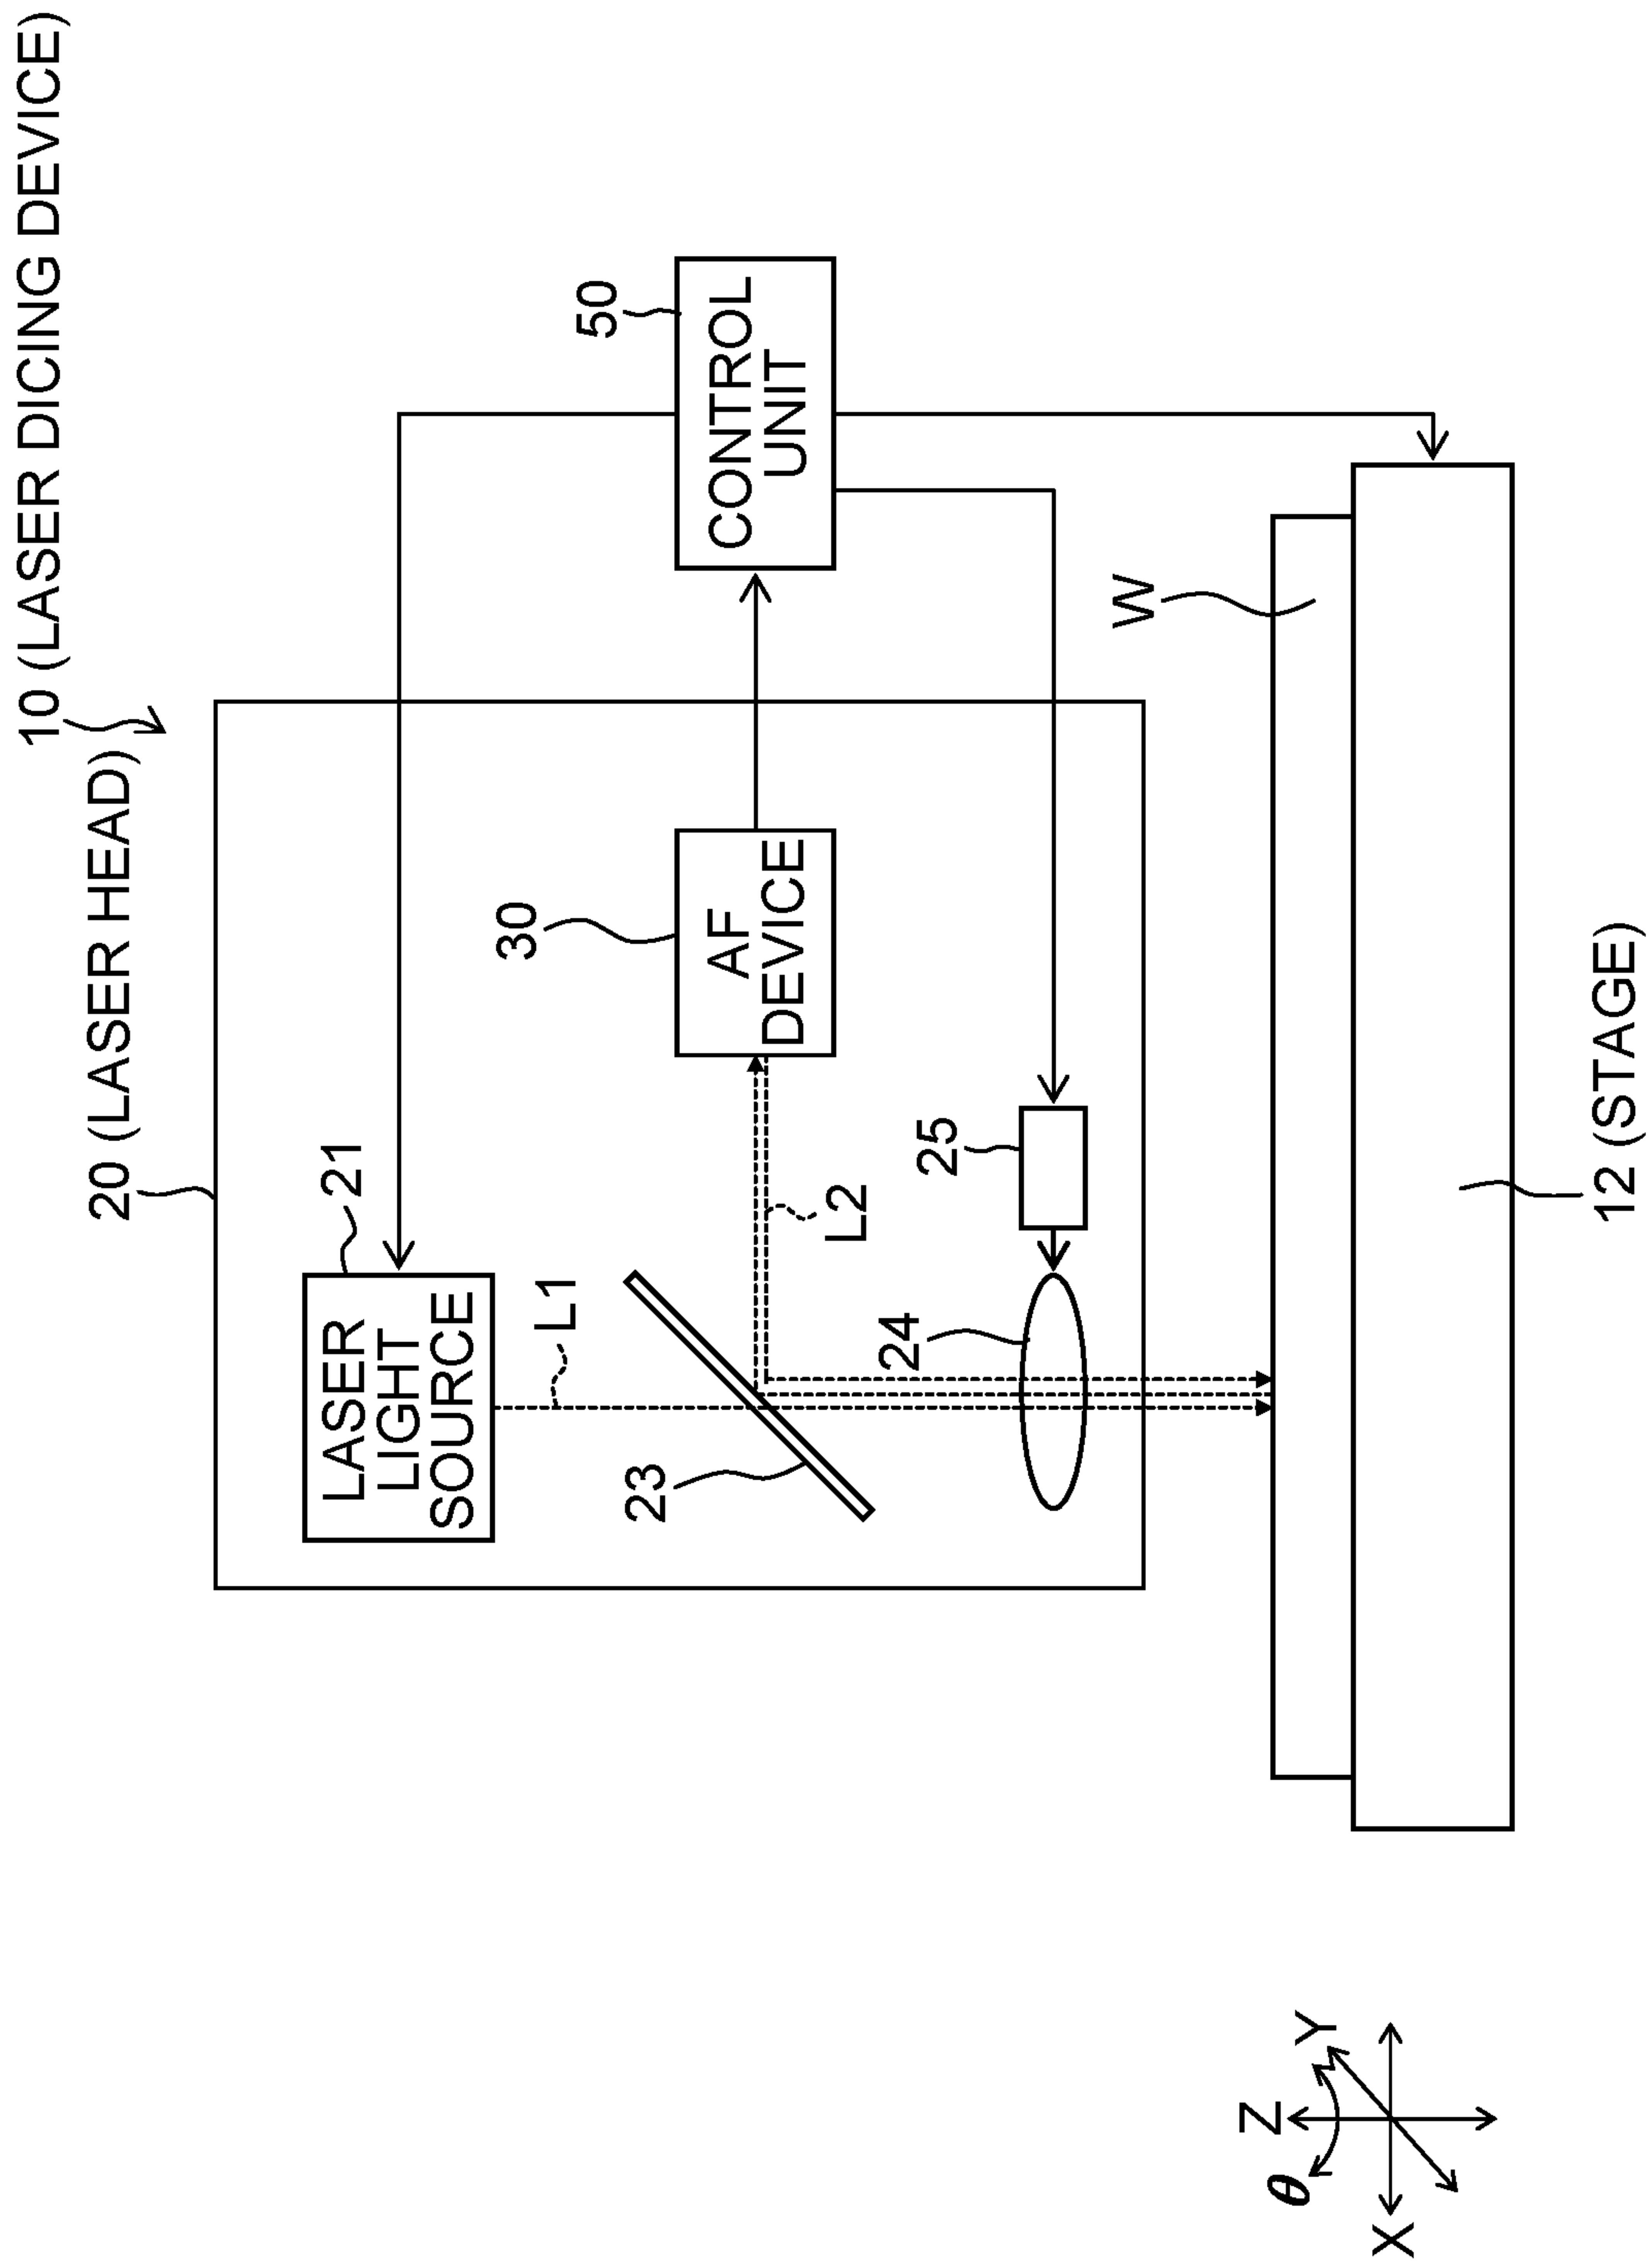 10 (LASER DICING DEVICE)
20 (LASER HEAD)
21
LASER
LIGHT
SOURCE
L1
30
AF
DEVICE
50
CONTROL
UNIT
23
L2
24
25
W
12 (STAGE)
Z
θ
Y
X